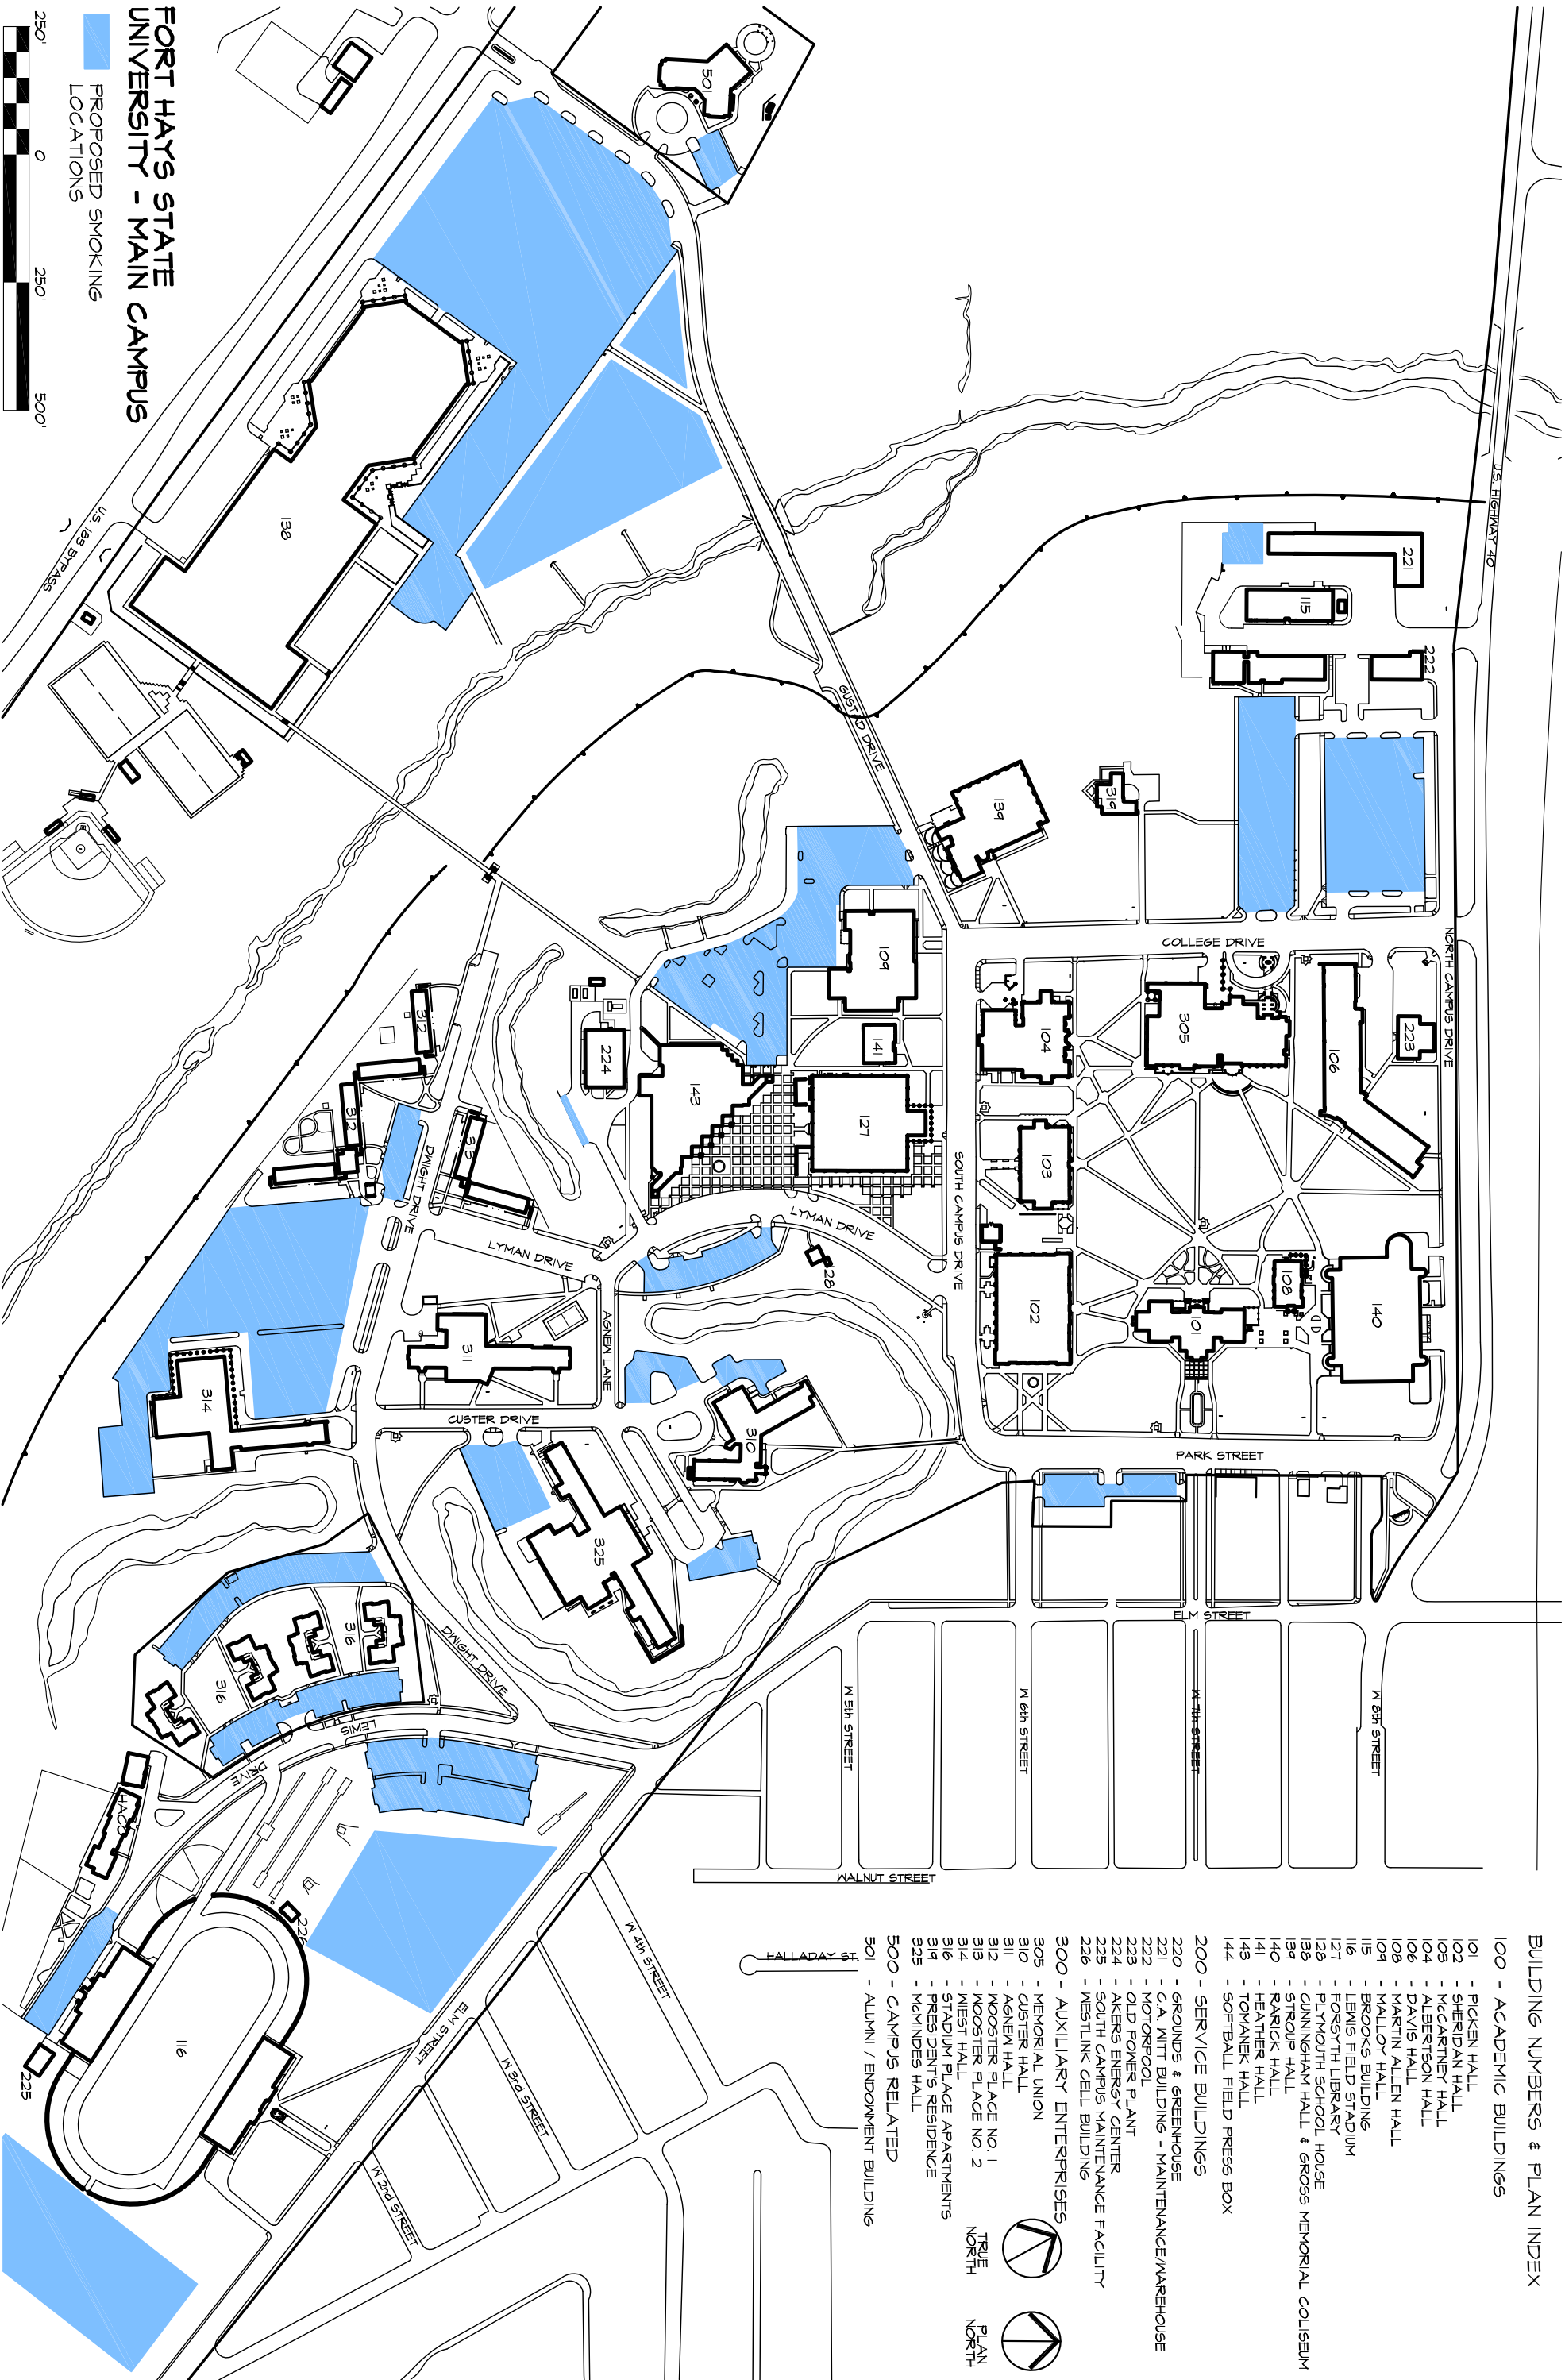 FORT HAYS STATE
UNIVERSITY - MAIN CAMPUS
PROPOSED SMOKING
LOCATIONS
250'
0
250'
500'
BUILDING NUMBERS & PLAN INDEX
100 - ACADEMIC BUILDINGS
101 - PICKEN HALL
102 - SHERIDAN HALL
103 - McCARTNEY HALL
104 - ALBERTSON HALL
106 - DAVIS HALL
108 - MARTIN ALLEN HALL
109 - MALLOY HALL
115 - BROOKS BUILDING
116 - LEWIS FIELD STADIUM
127 - FORSYTH LIBRARY
128 - PLYMOUTH SCHOOL HOUSE
138 - CUNNINGHAM HALL & GROSS MEMORIAL COLISEUM
139 - STROUP HALL
140 - RARICK HALL
141 - HEATHER HALL
143 - TOMANEK HALL
144 - SOFTBALL FIELD PRESS BOX
200 - SERVICE BUILDINGS
220 - GROUNDS & GREENHOUSE
221 - C.A. WITT BUILDING - MAINTENANCE/WAREHOUSE
222 - MOTORPOOL
223 - OLD POWER PLANT
224 - AKERS ENERGY CENTER
225 - SOUTH CAMPUS MAINTENANCE FACILITY
226 - WESTLINK CELL BUILDING
300 - AUXILIARY ENTERPRISES
305 - MEMORIAL UNION
310 - CUSTER HALL
311 - AGNEW HALL
312 - WOOSTER PLACE NO. 1
313 - WOOSTER PLACE NO. 2
314 - WIEST HALL
316 - STADIUM PLACE APARTMENTS
319 - PRESIDENT'S RESIDENCE
325 - McMINDES HALL
500 - CAMPUS RELATED
501 - ALUMNI / ENDOWMENT BUILDING
TRUE
NORTH
PLAN
NORTH
U.S. HIGHWAY 40
NORTH CAMPUS DRIVE
COLLEGE DRIVE
PARK STREET
ELM STREET
W 8th STREET
W 7th STREET
W 6th STREET
W 5th STREET
WALNUT STREET
HALLADAY ST.
SOUTH CAMPUS DRIVE
GUSTAD DRIVE
LYMAN DRIVE
LYMAN DRIVE
AGNEW LANE
CUSTER DRIVE
DWIGHT DRIVE
DWIGHT DRIVE
LEWIS
DRIVE
ELM STREET
W 4th STREET
W 3rd STREET
W 2nd STREET
U.S. 183 BYPASS
501
221
115
222
319
139
223
106
305
104
103
102
101
108
140
109
141
127
143
224
128
138
312
312
313
311
310
314
325
316
316
HACC
226
116
225